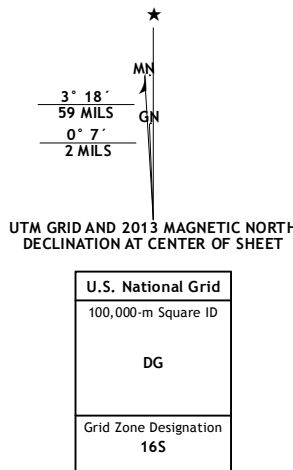 ★
MN
3° 18´
59 MILS
GN
0° 7´
2 MILS
UTM GRID AND 2013 MAGNETIC NORTH
DECLINATION AT CENTER OF SHEET
U.S. National Grid
100,000-m Square ID
DG
Grid Zone Designation
16S